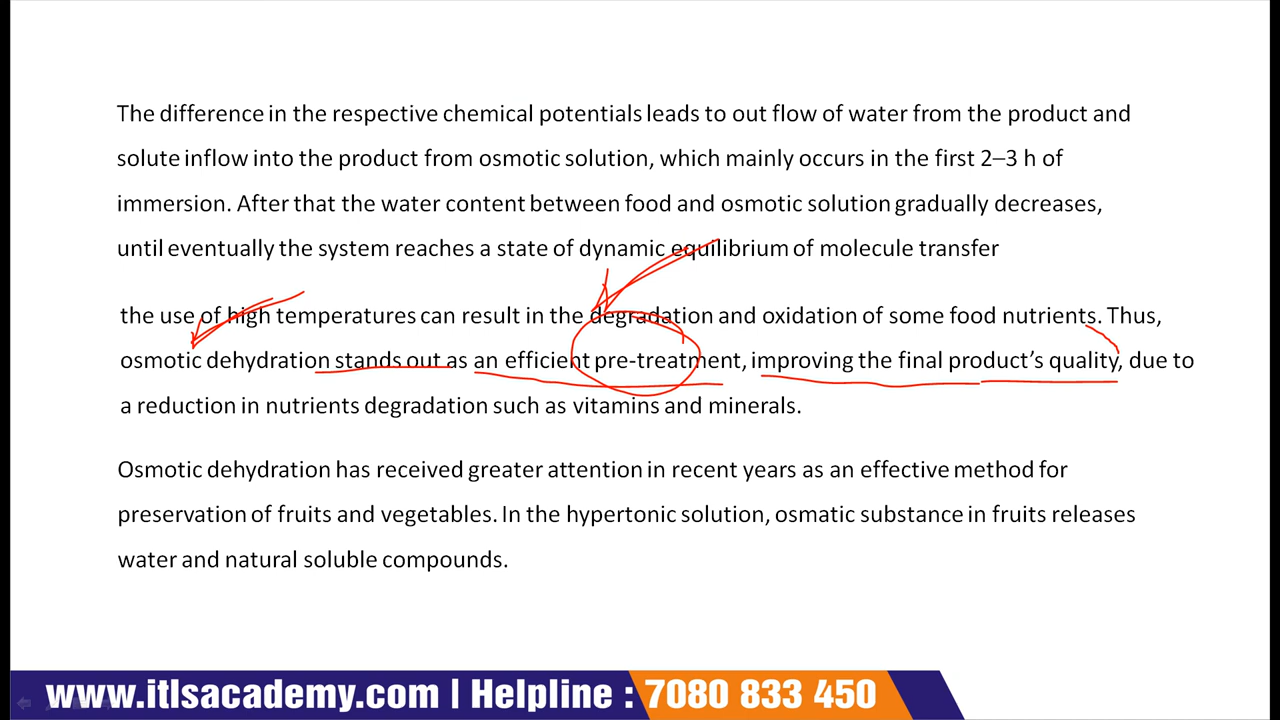 The difference in the respective chemical potentials leads to out flow of water from the product and
solute inflow into the product from osmotic solution, which mainly occurs in the first 2–3 h of
immersion. After that the water content between food and osmotic solution gradually decreases,
until eventually the system reaches a state of dynamic equilibrium of molecule transfer
the use of high temperatures can result in the degradation and oxidation of some food nutrients. Thus,
osmotic dehydration stands out as an efficient pre-treatment, improving the final product's quality, due to
a reduction in nutrients degradation such as vitamins and minerals.
Osmotic dehydration has received greater attention in recent years as an effective method for
preservation of fruits and vegetables. In the hypertonic solution, osmatic substance in fruits releases
water and natural soluble compounds.
www.itlsacademy.com | Helpline : 7080 833 450